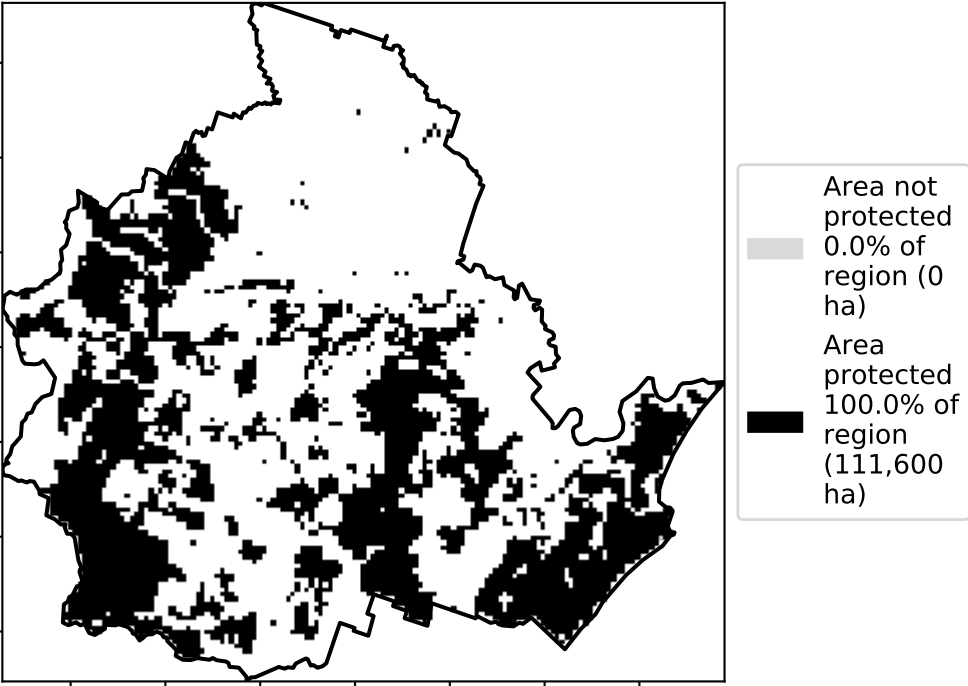 Area not
protected
0.0% of
region (0
ha)
Area
protected
100.0% of
region
(111,600
ha)